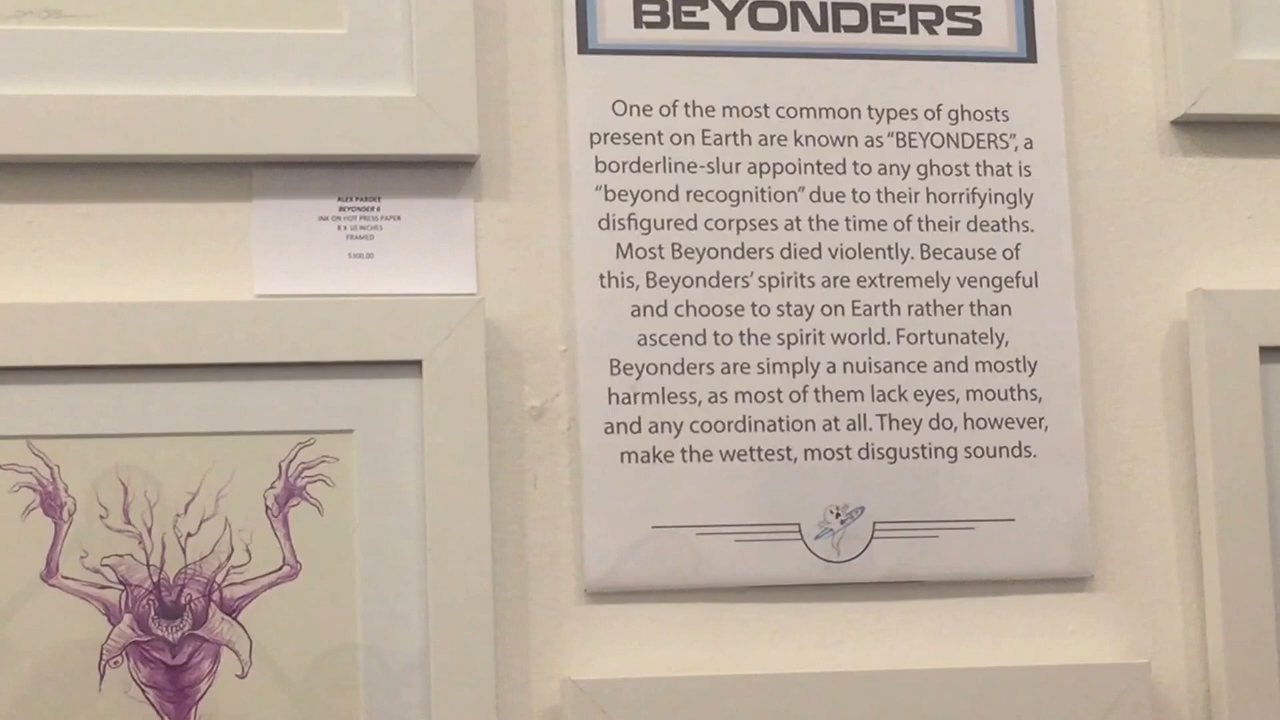 BEYONDERS
One of the most common types of ghosts
present on Earth are known as "BEYONDERS", a
borderline-slur appointed to any ghost that is
"beyond recognition" due to their horrifyingly
disfigured corpses at the time of their deaths.
Most Beyonders died violently. Because of
this, Beyonders' spirits are extremely vengeful
and choose to stay on Earth rather than
ascend to the spirit world. Fortunately,
Beyonders are simply a nuisance and mostly
harmless, as most of them lack eyes, mouths,
and any coordination at all. They do, however,
make the wettest, most disgusting sounds.
ALEX PARDEE
BEYONDER 6
INK ON HOT PRESS PAPER
8 X 10 INCHES
FRAMED